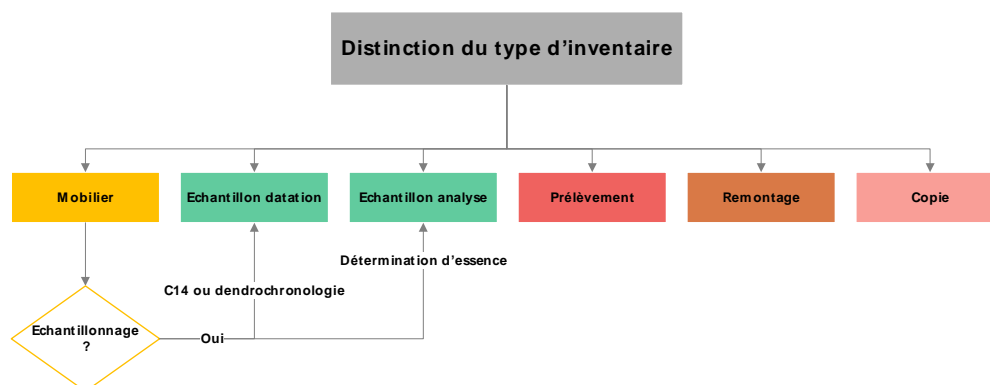 Distinction du type d’inventaire
Mobilier
Echantillon datation
Echantillon analyse
Prélèvement
Remontage
Copie
Détermination d’essence
C14 ou dendrochronologie
Echantillonnage
?
Oui